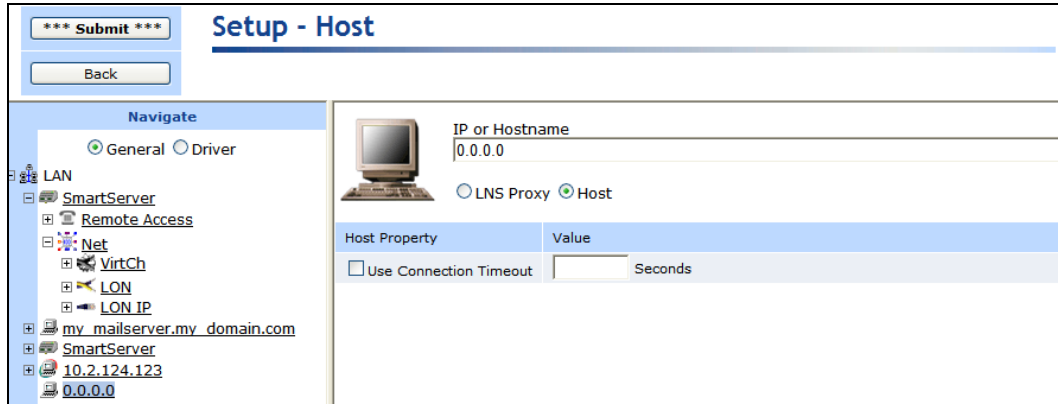 *** Submit ***
Setup - Host
Back
Navigate
General Driver
LAN
SmartServer
Remote Access
Net
VirtCh
LON
LON IP
my_mailserver.my_domain.com
SmartServer
10.2.124.123
0.0.0.0
IP or Hostname
0.0.0.0
LNS Proxy Host
Host Property Value
Use Connection Timeout Seconds